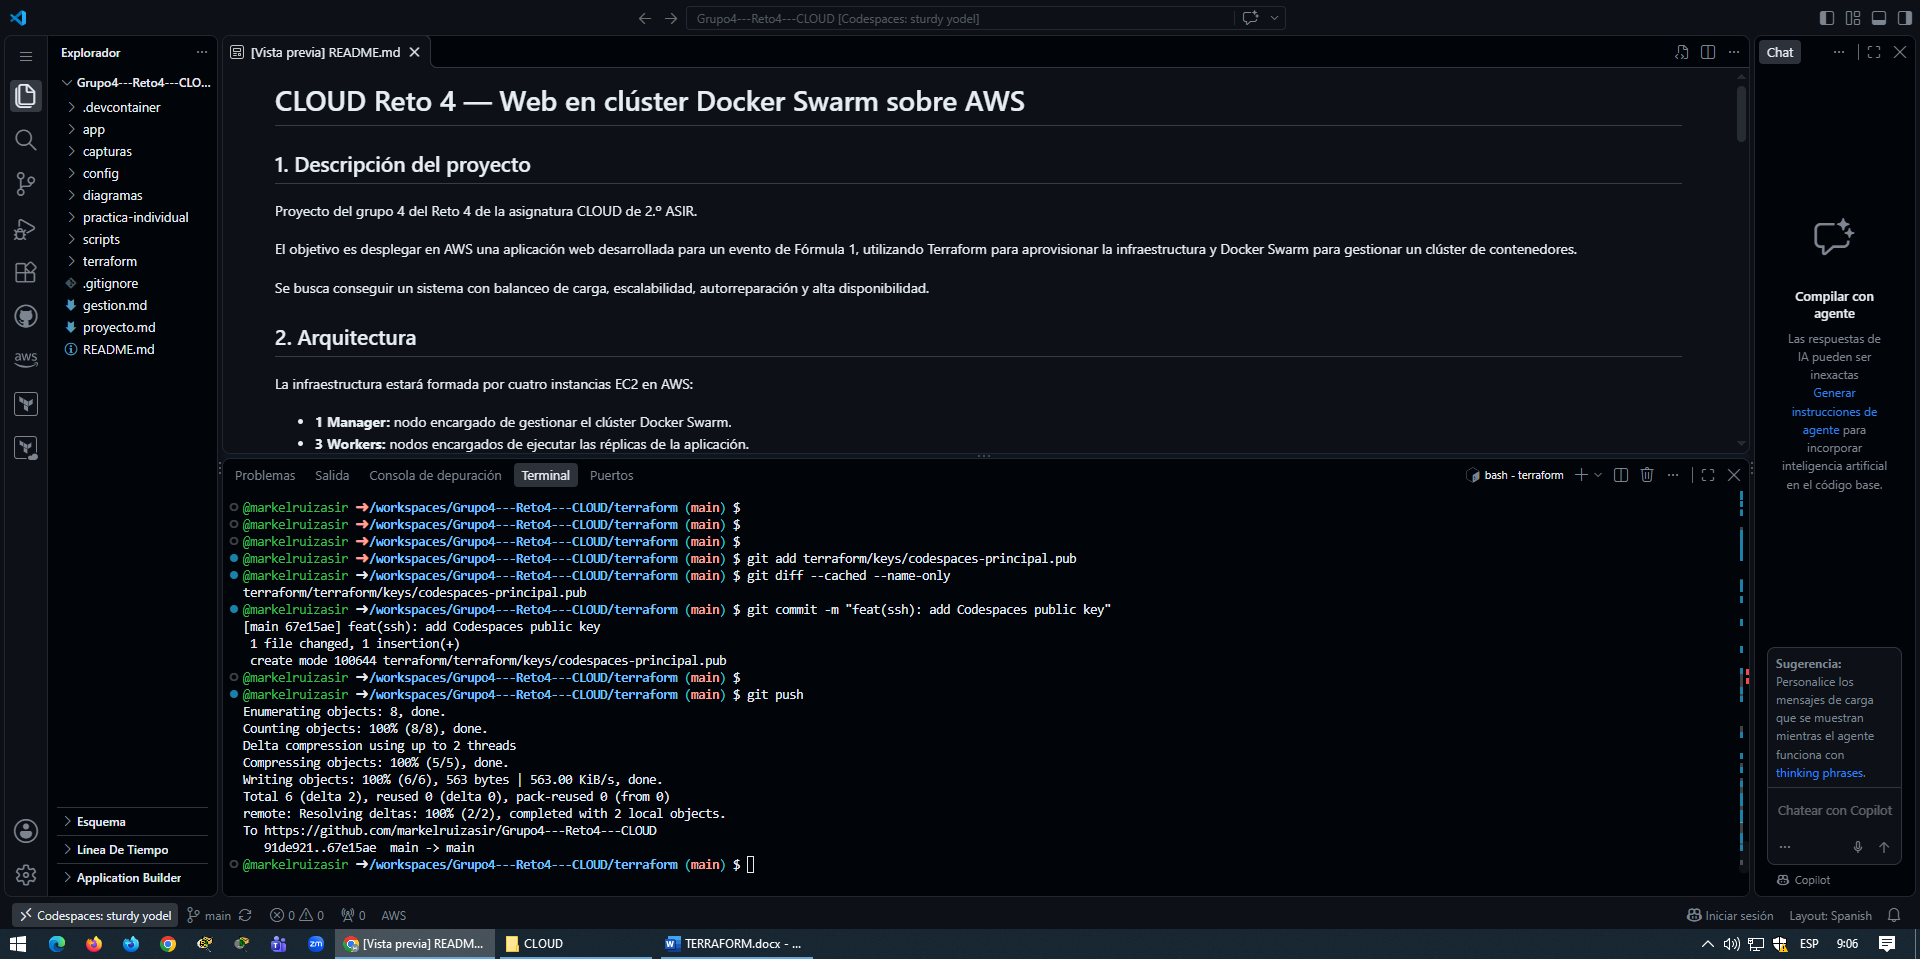 Grupo4---Reto4---CLOUD [Codespaces: sturdy yodel]
Explorador
Grupo4---Reto4---CLO...
.devcontainer
app
capturas
config
diagramas
practica-individual
scripts
terraform
.gitignore
gestion.md
proyecto.md
README.md
aws
Esquema
Línea De Tiempo
Application Builder
[Vista previa] README.md
CLOUD Reto 4 — Web en clúster Docker Swarm sobre AWS
1. Descripción del proyecto
Proyecto del grupo 4 del Reto 4 de la asignatura CLOUD de 2.º ASIR.
El objetivo es desplegar en AWS una aplicación web desarrollada para un evento de Fórmula 1, utilizando Terraform para aprovisionar la infraestructura y Docker Swarm para gestionar un clúster de contenedores.
Se busca conseguir un sistema con balanceo de carga, escalabilidad, autorreparación y alta disponibilidad.
2. Arquitectura
La infraestructura estará formada por cuatro instancias EC2 en AWS:
• 1 Manager: nodo encargado de gestionar el clúster Docker Swarm.
• 3 Workers: nodos encargados de ejecutar las réplicas de la aplicación.
Problemas Salida Consola de depuración Terminal Puertos
bash - terraform
@markelruizasir ➜/workspaces/Grupo4---Reto4---CLOUD/terraform (main) $
@markelruizasir ➜/workspaces/Grupo4---Reto4---CLOUD/terraform (main) $
@markelruizasir ➜/workspaces/Grupo4---Reto4---CLOUD/terraform (main) $
@markelruizasir ➜/workspaces/Grupo4---Reto4---CLOUD/terraform (main) $ git add terraform/keys/codespaces-principal.pub
@markelruizasir ➜/workspaces/Grupo4---Reto4---CLOUD/terraform (main) $ git diff --cached --name-only
terraform/terraform/keys/codespaces-principal.pub
@markelruizasir ➜/workspaces/Grupo4---Reto4---CLOUD/terraform (main) $ git commit -m "feat(ssh): add Codespaces public key"
[main 67e15ae] feat(ssh): add Codespaces public key
1 file changed, 1 insertion(+)
create mode 100644 terraform/terraform/keys/codespaces-principal.pub
@markelruizasir ➜/workspaces/Grupo4---Reto4---CLOUD/terraform (main) $
@markelruizasir ➜/workspaces/Grupo4---Reto4---CLOUD/terraform (main) $ git push
Enumerating objects: 8, done.
Counting objects: 100% (8/8), done.
Delta compression using up to 2 threads
Compressing objects: 100% (5/5), done.
Writing objects: 100% (6/6), 563 bytes | 563.00 KiB/s, done.
Total 6 (delta 2), reused 0 (delta 0), pack-reused 0 (from 0)
remote: Resolving deltas: 100% (2/2), completed with 2 local objects.
To https://github.com/markelruizasir/Grupo4---Reto4---CLOUD
91de921..67e15ae main -> main
@markelruizasir ➜/workspaces/Grupo4---Reto4---CLOUD/terraform (main) $
Chat
Compilar con
agente
Las respuestas de
IA pueden ser
inexactas
Generar
instrucciones de
agente para
incorporar
inteligencia artificial
en el código base.
Sugerencia:
Personalice los
mensajes de carga
que se muestran
mientras el agente
funciona con
thinking phrases.
Chatear con Copilot
Copilot
Codespaces: sturdy yodel main 0 0 0 AWS
Iniciar sesión Layout: Spanish
zm
[Vista previa] READM...
CLOUD
TERRAFORM.docx - ...
ESP
9:06